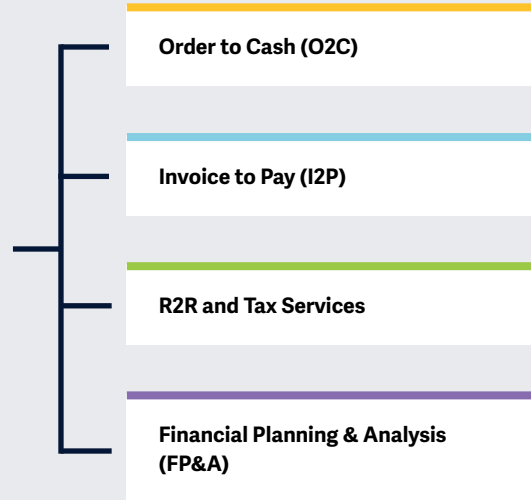 Order to Cash (O2C)
Invoice to Pay (I2P)
R2R and Tax Services
Financial Planning & Analysis
(FP&A)